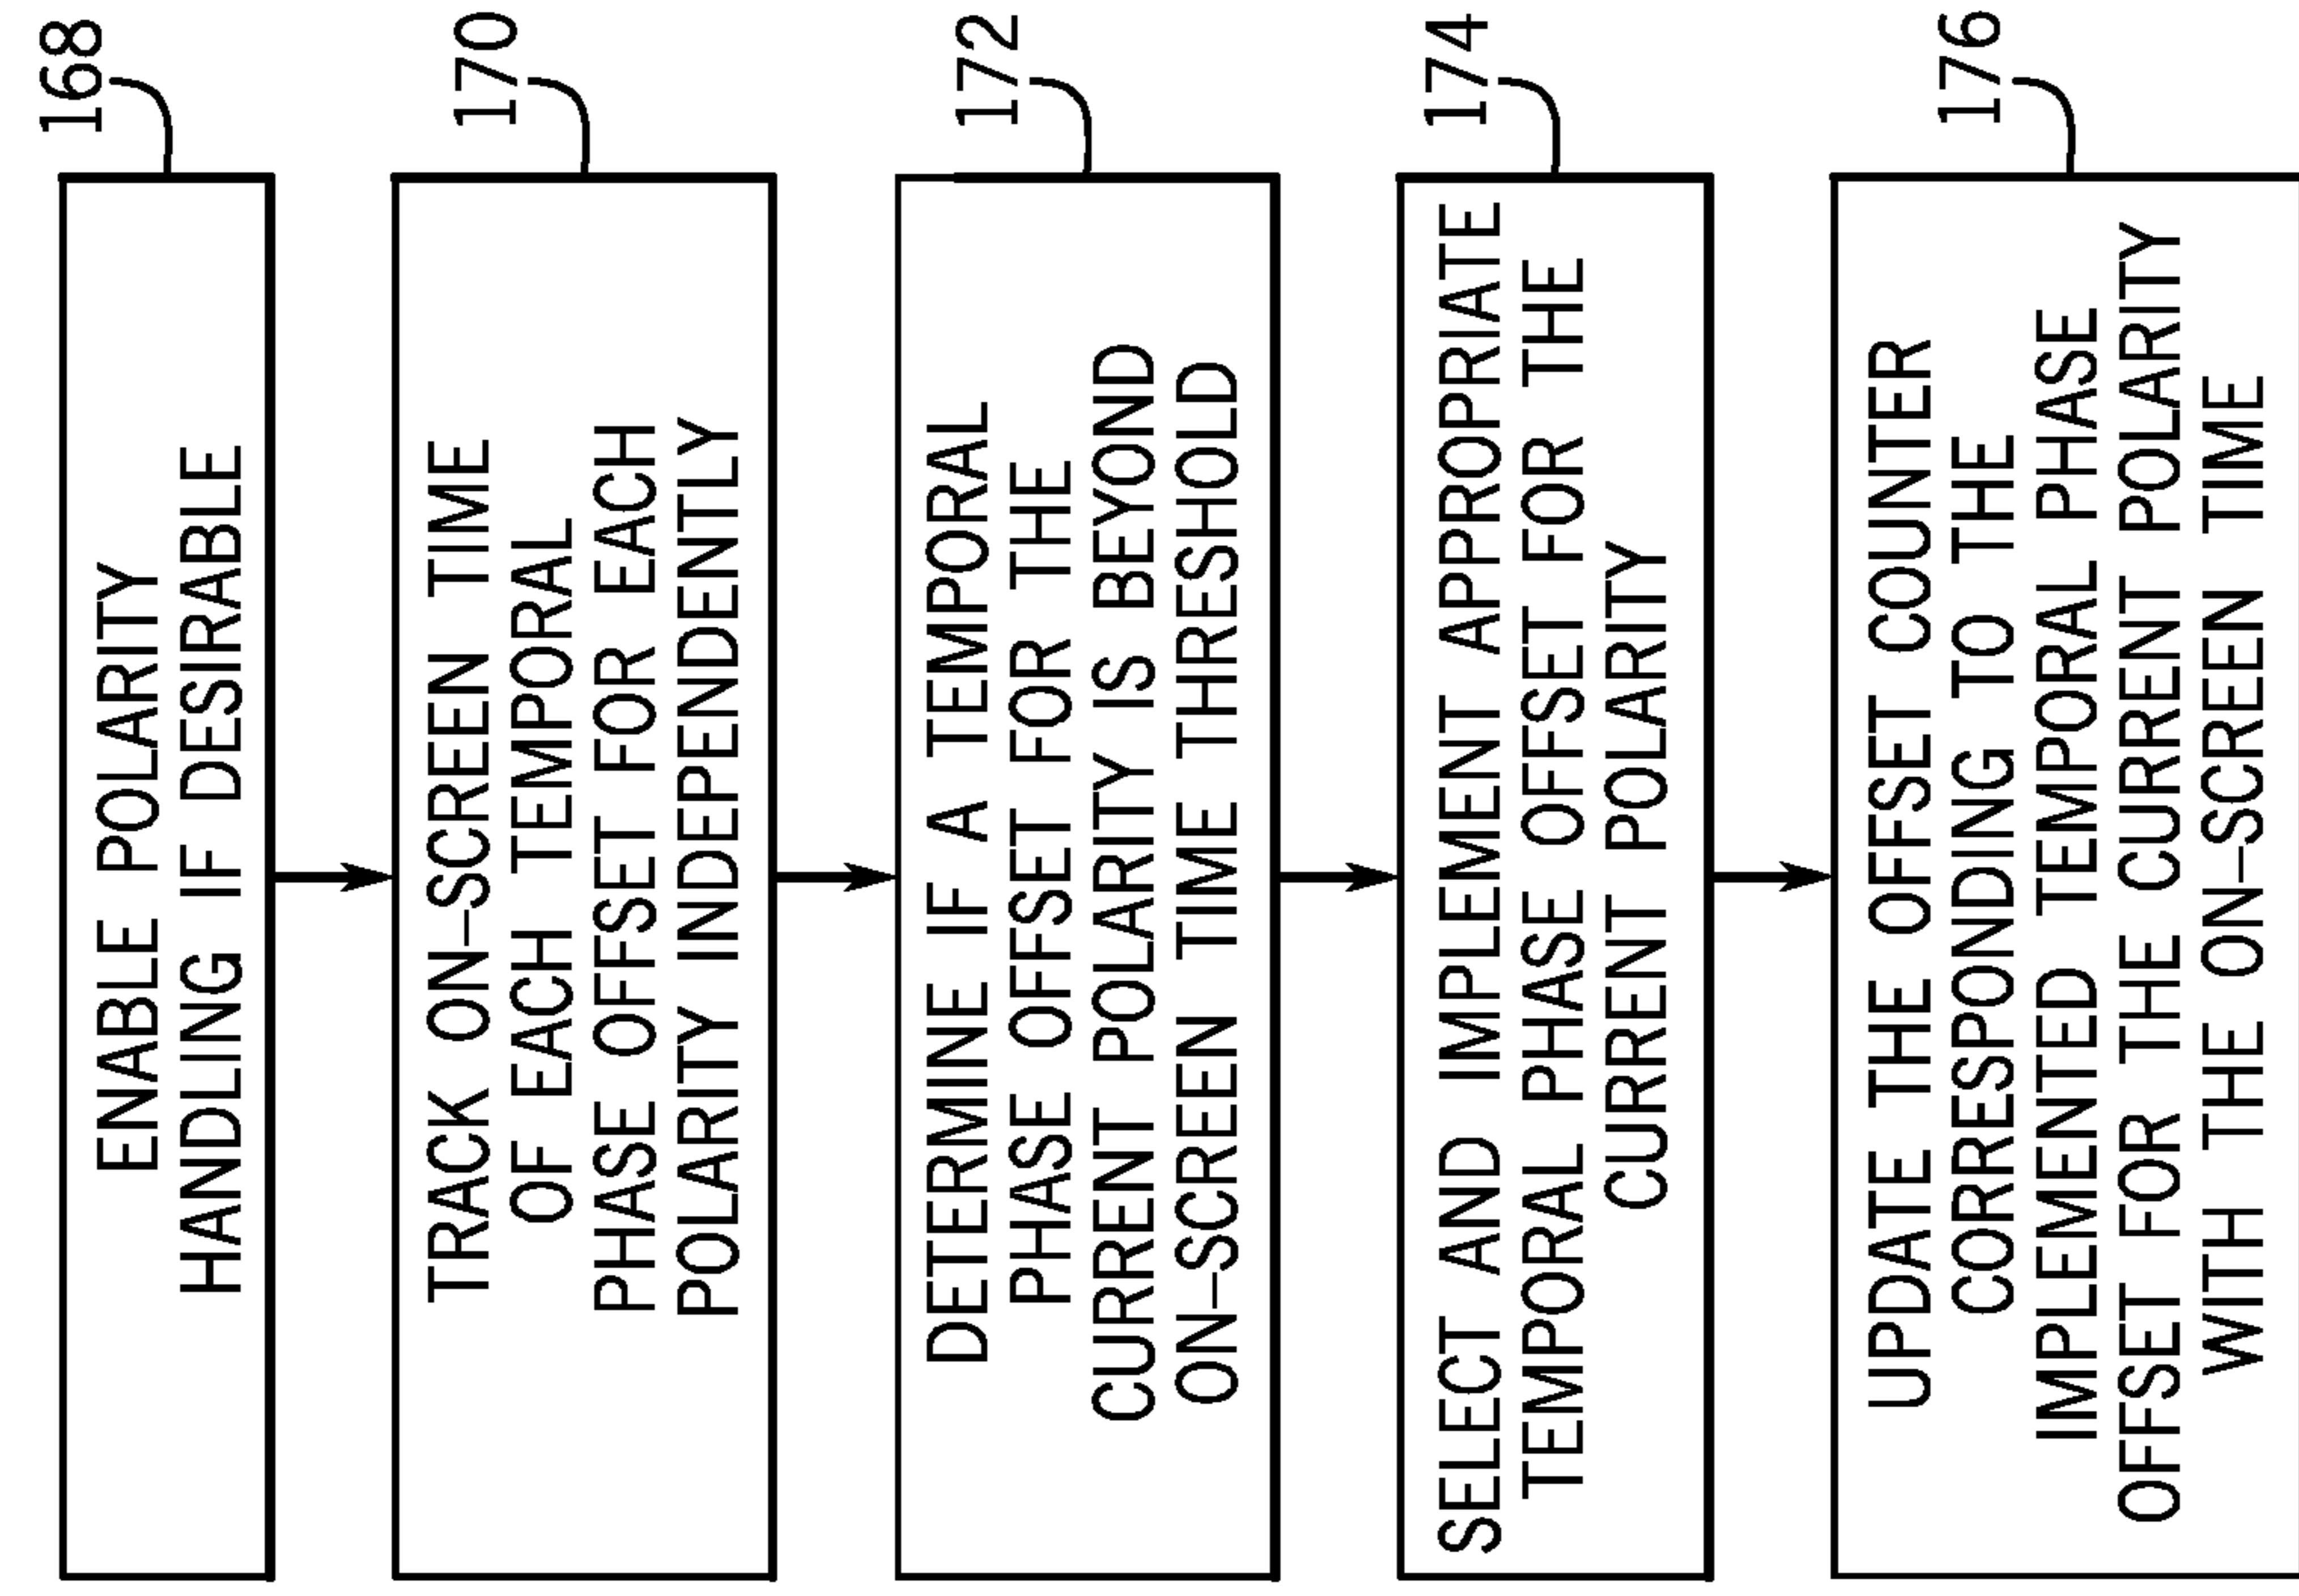 168
ENABLE POLARITY
HANDLING IF DESIRABLE
170
TRACK ON-SCREEN TIME
OF EACH TEMPORAL
PHASE OFFSET FOR EACH
POLARITY INDEPENDENTLY
172
DETERMINE IF A TEMPORAL
PHASE OFFSET FOR THE
CURRENT POLARITY IS BEYOND
ON-SCREEN TIME THRESHOLD
174
SELECT AND IMPLEMENT APPROPRIATE
TEMPORAL PHASE OFFSET FOR THE
CURRENT POLARITY
176
UPDATE THE OFFSET COUNTER
CORRESPONDING TO THE
IMPLEMENTED TEMPORAL PHASE
OFFSET FOR THE CURRENT POLARITY
WITH THE ON-SCREEN TIME